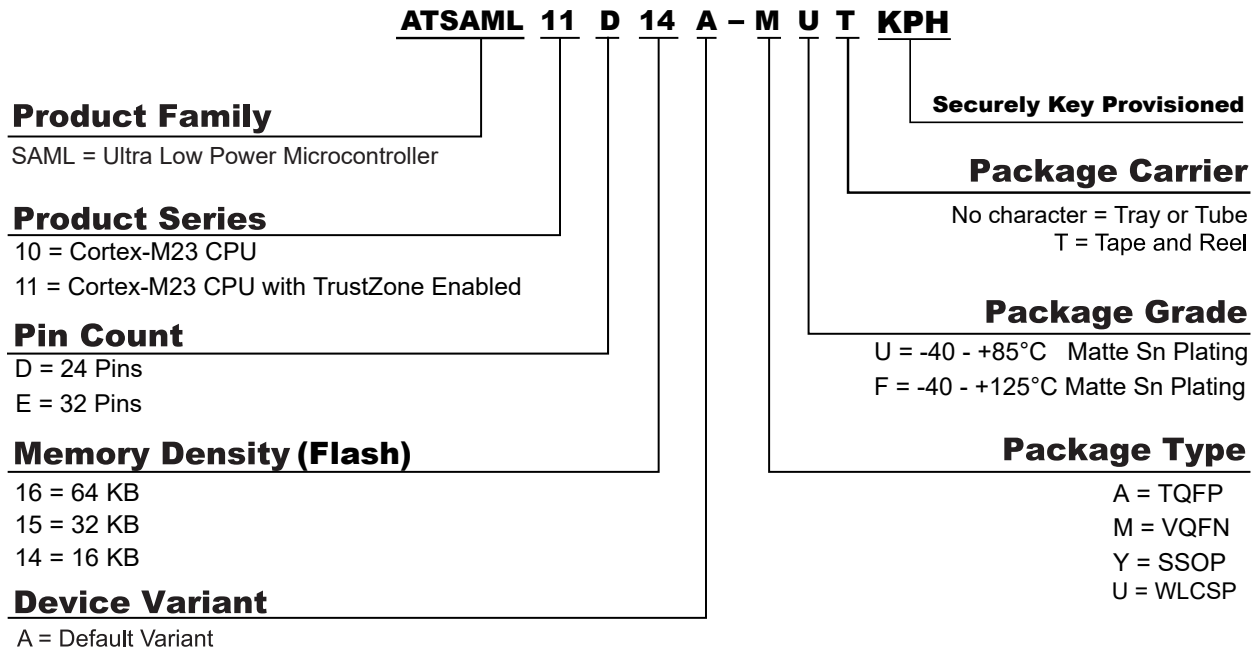 ATSAML 11 D 14 A – M U T KPH
Product Family
SAML = Ultra Low Power Microcontroller
Product Series
10 = Cortex-M23 CPU
11 = Cortex-M23 CPU with TrustZone Enabled
Pin Count
D = 24 Pins
E = 32 Pins
Memory Density (Flash)
16 = 64 KB
15 = 32 KB
14 = 16 KB
Device Variant
A = Default Variant
Securely Key Provisioned
Package Carrier
No character = Tray or Tube
T = Tape and Reel
Package Grade
U = -40 - +85°C Matte Sn Plating
F = -40 - +125°C Matte Sn Plating
Package Type
A = TQFP
M = VQFN
Y = SSOP
U = WLCSP